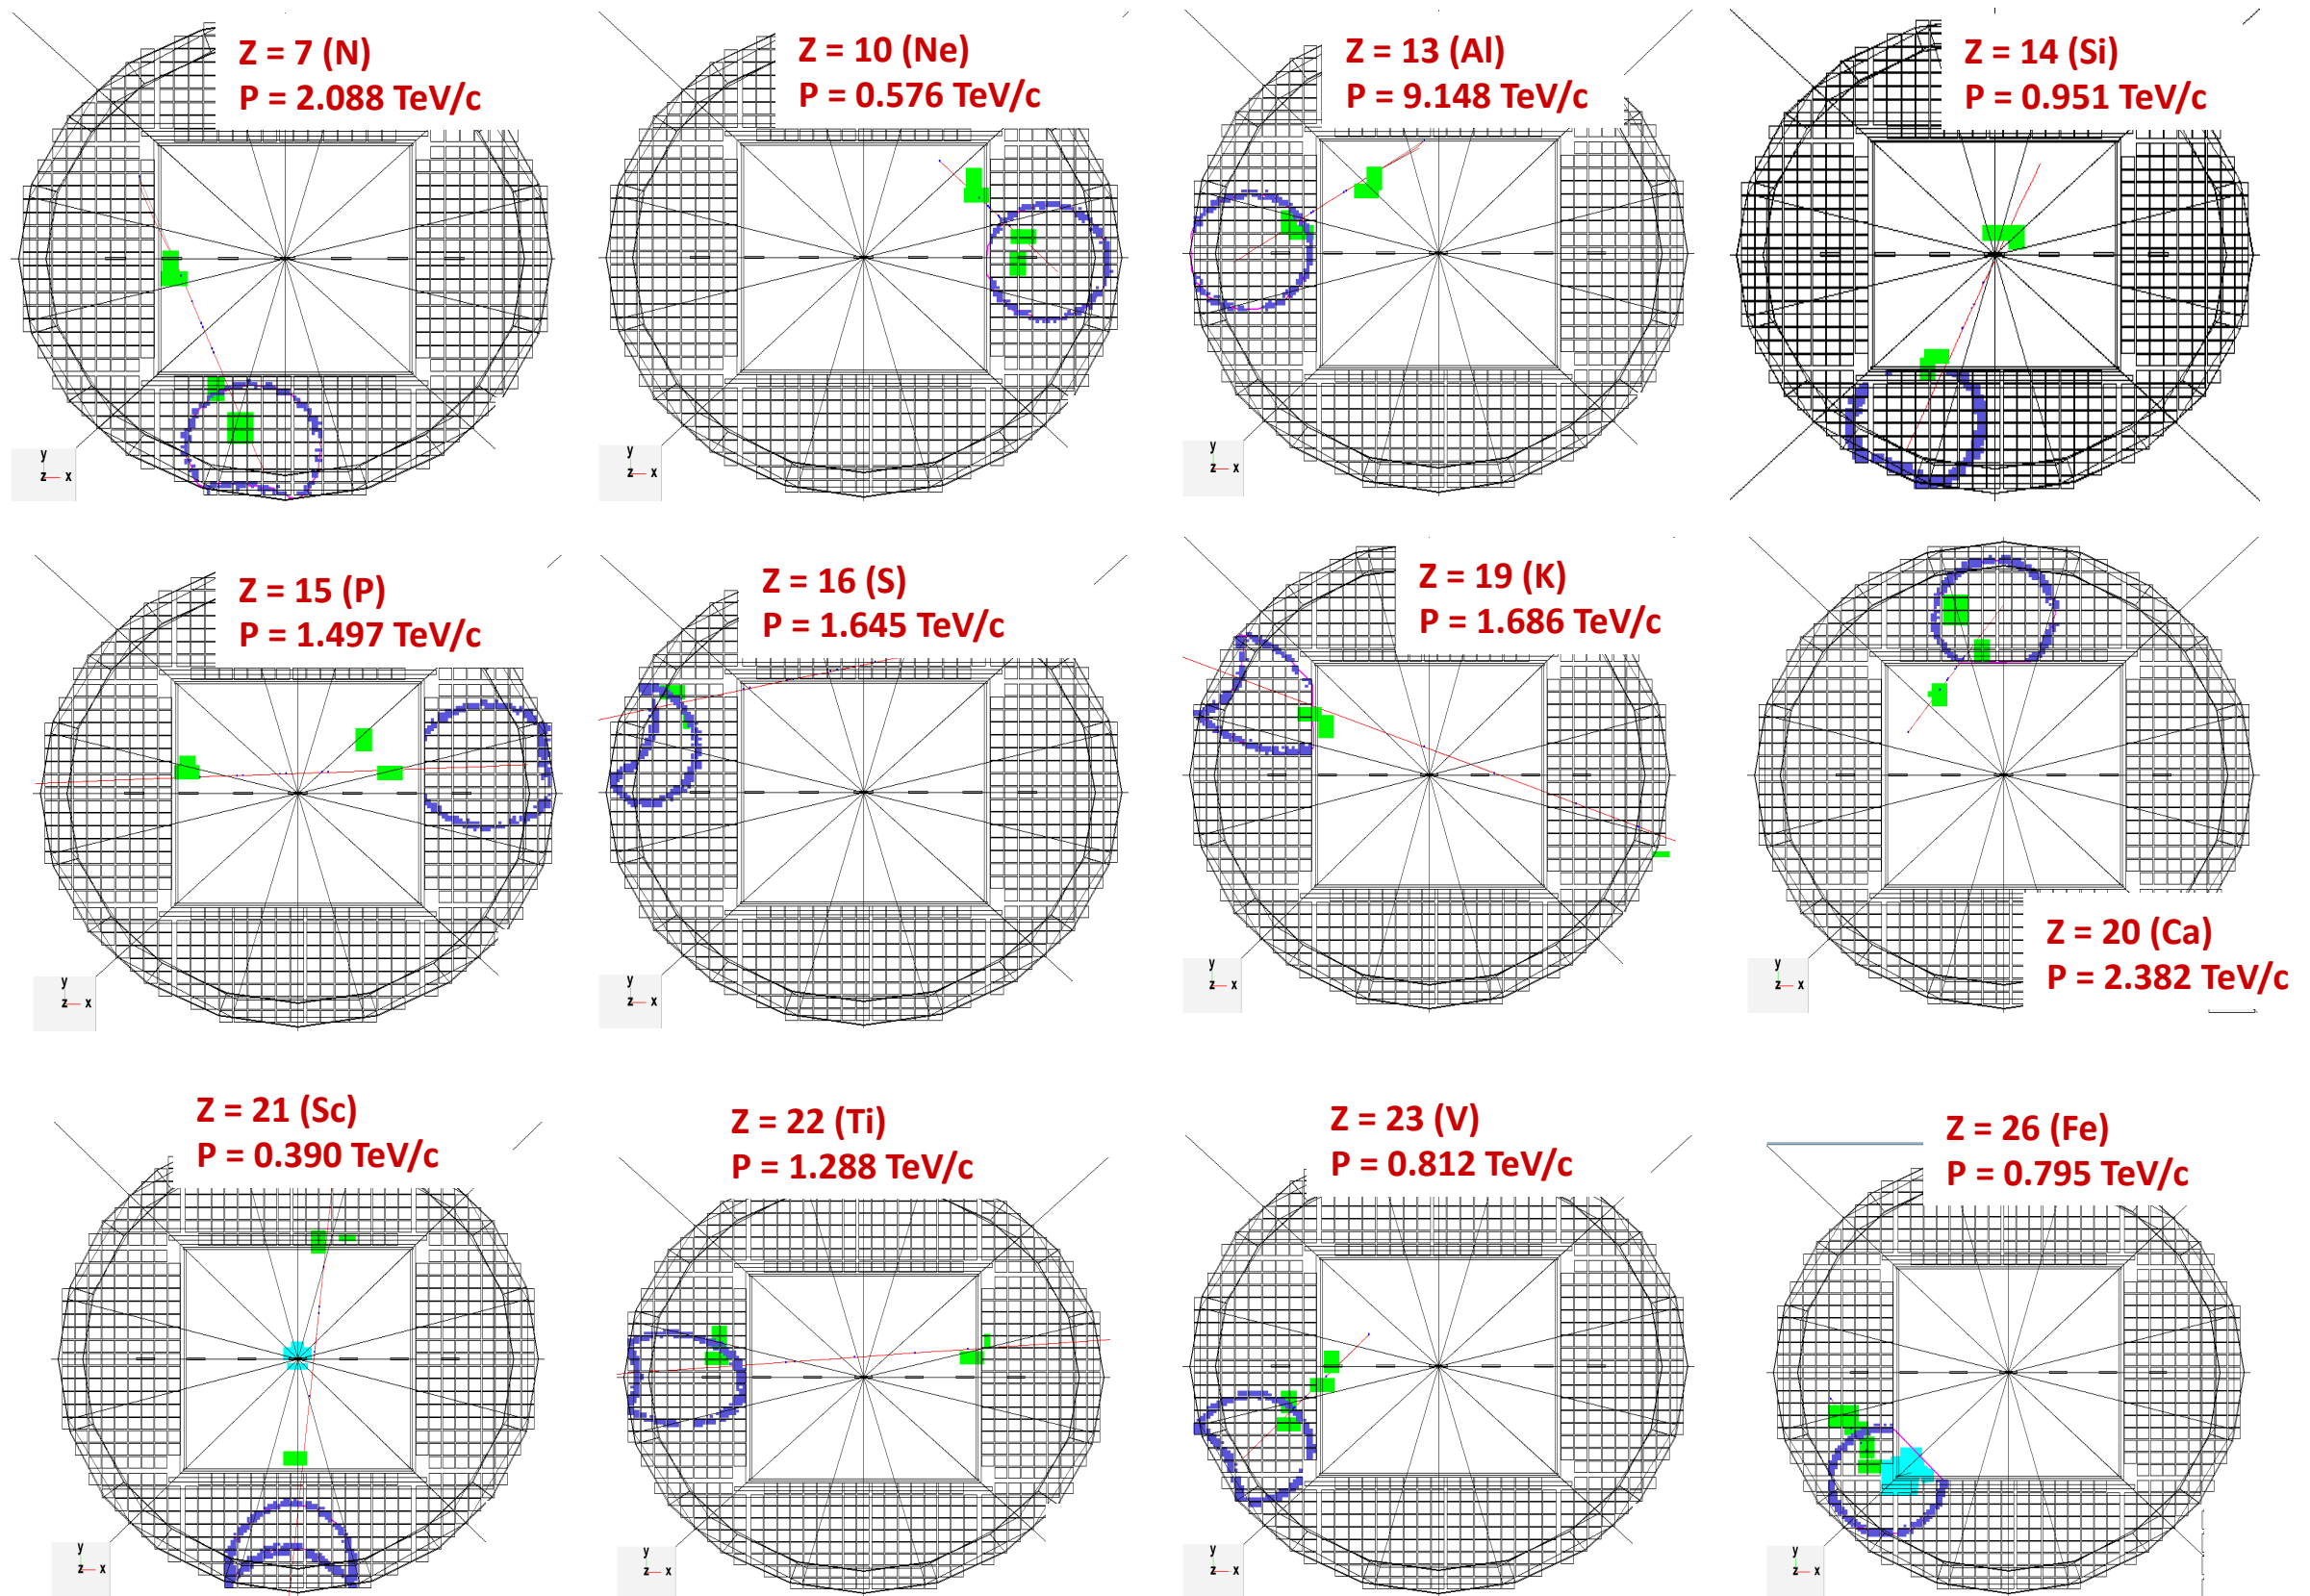 Z = 7 (N)
P = 2.088 TeV/c
Z = 10 (Ne)
P = 0.576 TeV/c
Z = 13 (Al)
P = 9.148 TeV/c
Z = 14 (Si)
P = 0.951 TeV/c
y
z x
y
z x
y
z x
Z = 15 (P)
P = 1.497 TeV/c
Z = 16 (S)
P = 1.645 TeV/c
Z = 19 (K)
P = 1.686 TeV/c
Z = 20 (Ca)
P = 2.382 TeV/c
y
z x
y
z x
y
z x
y
z x
Z = 21 (Sc)
P = 0.390 TeV/c
Z = 22 (Ti)
P = 1.288 TeV/c
Z = 23 (V)
P = 0.812 TeV/c
Z = 26 (Fe)
P = 0.795 TeV/c
y
z x
y
z x
y
z x
y
z x